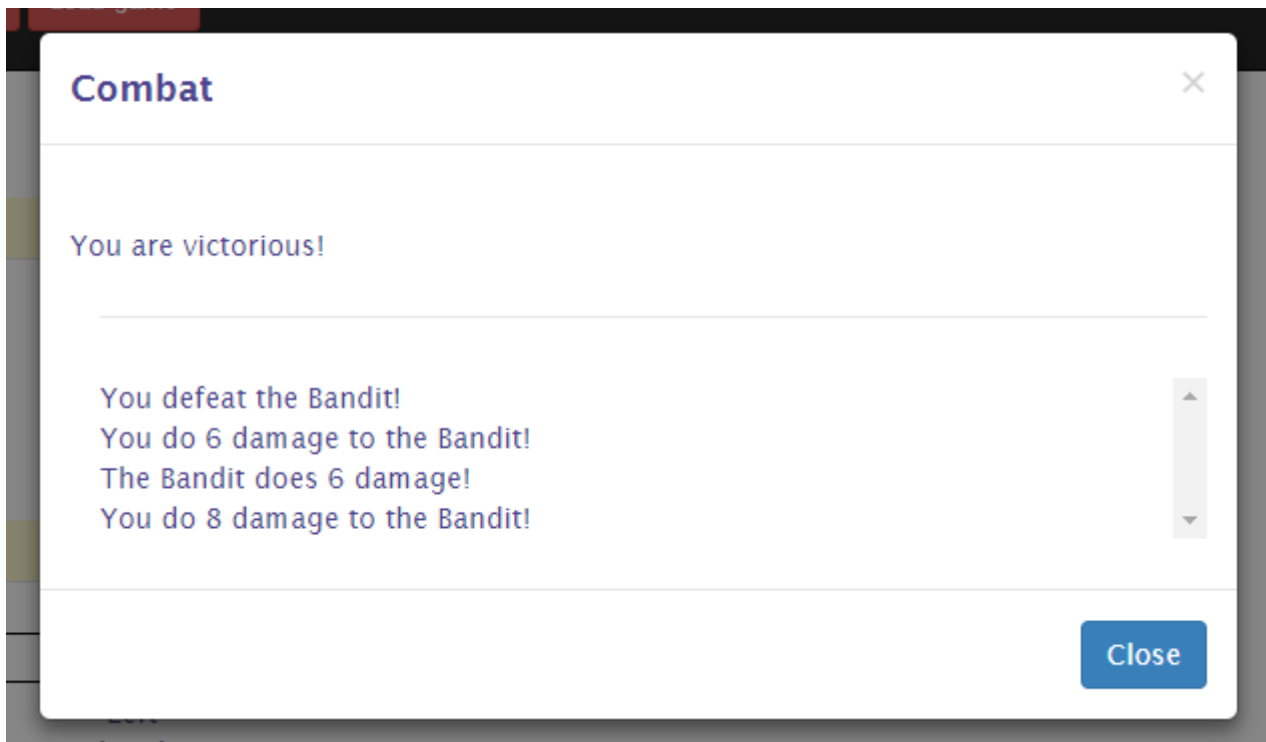 Combat
×
You are victorious!
You defeat the Bandit!
You do 6 damage to the Bandit!
The Bandit does 6 damage!
You do 8 damage to the Bandit!
Close